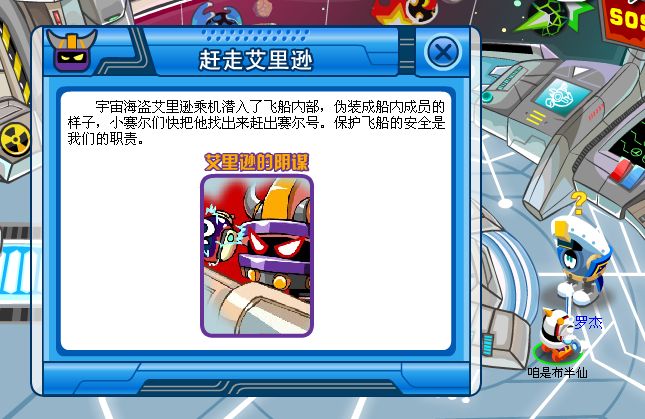 赶走艾里逊
SOS
宇宙海盗艾里逊乘机潜入了飞船内部，伪装成船内成员的
样子，小赛尔们快把他找出来赶出赛尔号。保护飞船的安全是
我们的职责。
艾里逊的阴谋
?
罗杰
咱是布半仙